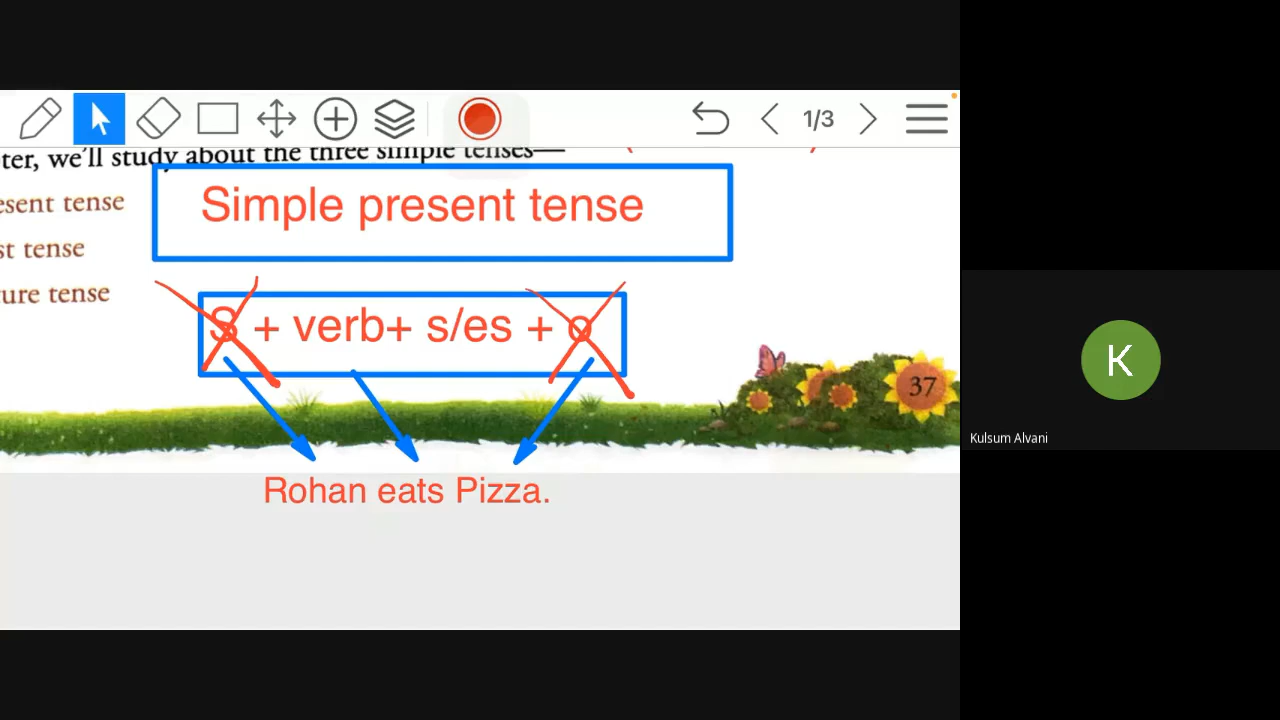 1/3
ter, we'll study about the three simple tenses—
esent tense
Simple present tense
st tense
ure tense
S + verb+ s/es + o
37
Rohan eats Pizza.
K
Kulsum Alvani